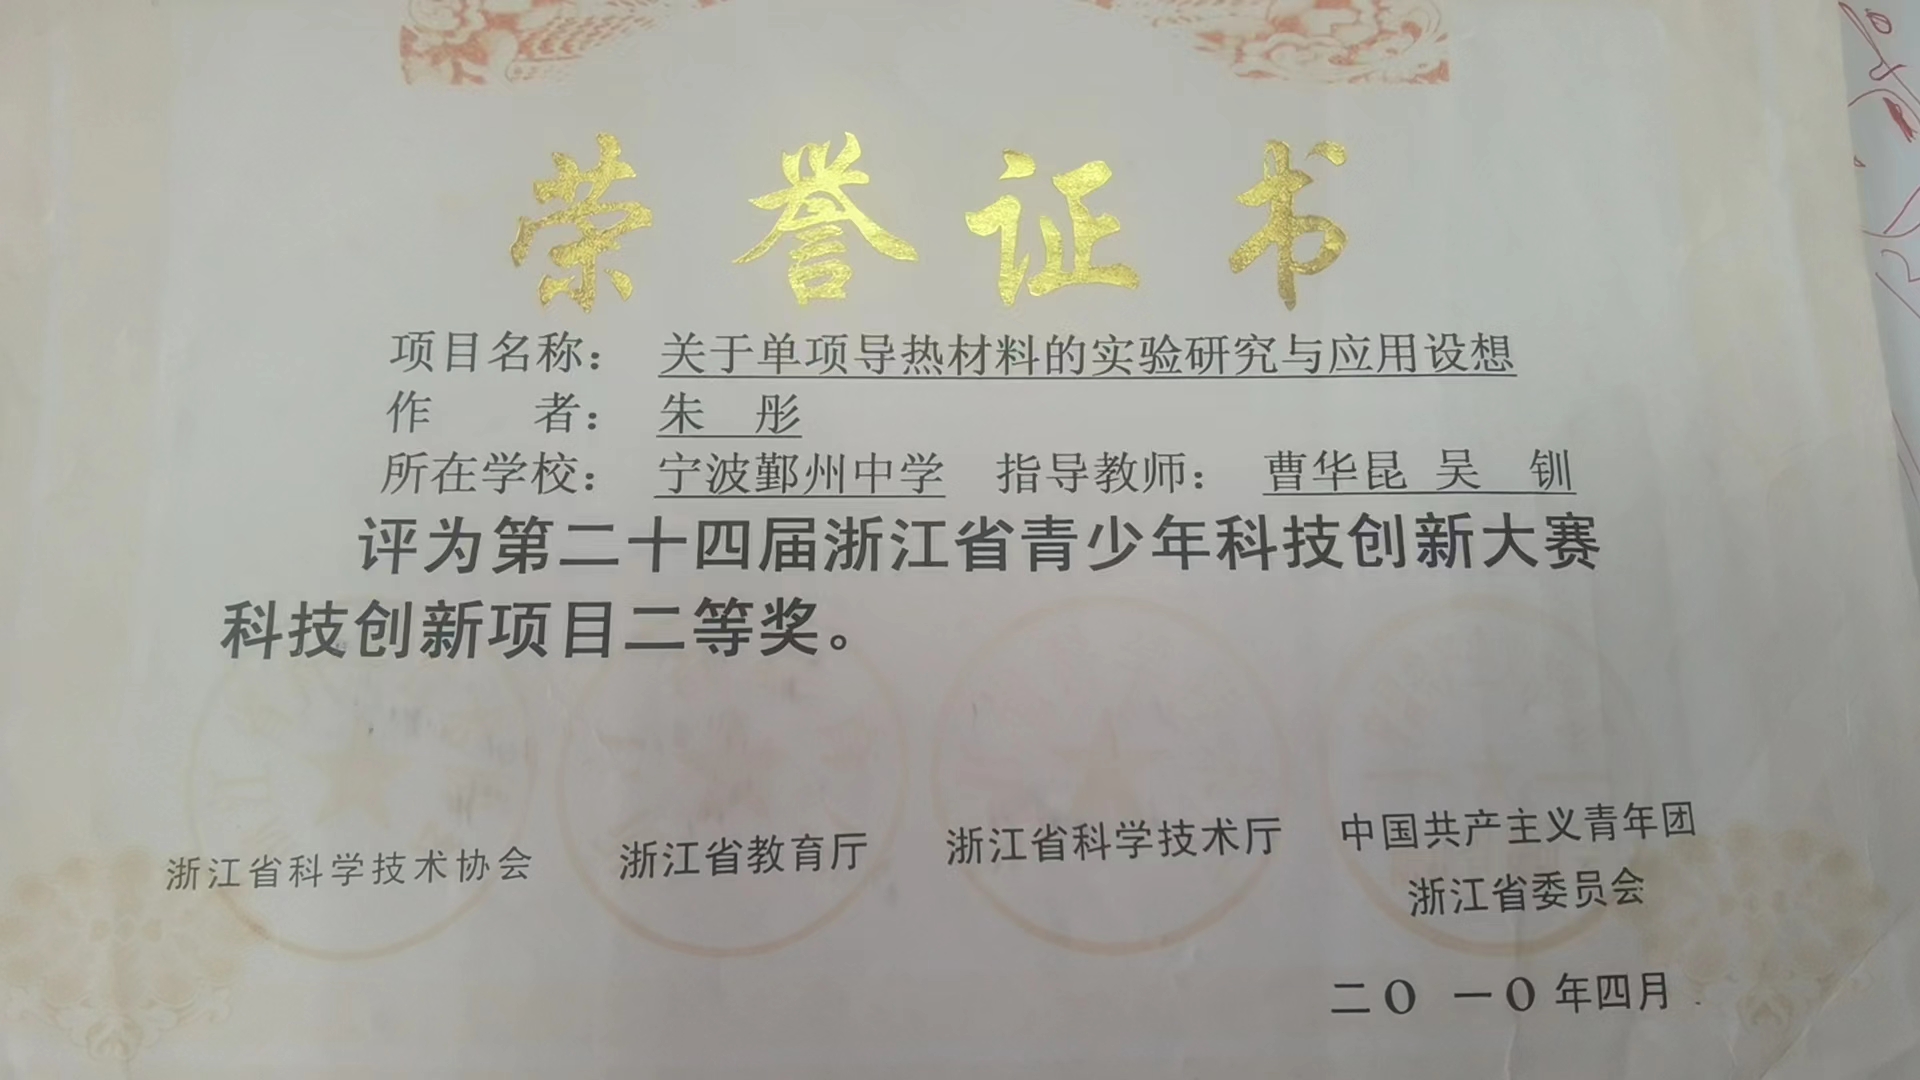 荣誉证书
项目名称： 关于单项导热材料的实验研究与应用设想
作 者： 朱 彤
所在学校： 宁波鄞州中学 指导教师： 曹华昆 吴 钏
评为第二十四届浙江省青少年科技创新大赛
科技创新项目二等奖。
浙江省科学技术协会 浙江省教育厅 浙江省科学技术厅 中国共产主义青年团
浙江省委员会
二〇一〇年四月